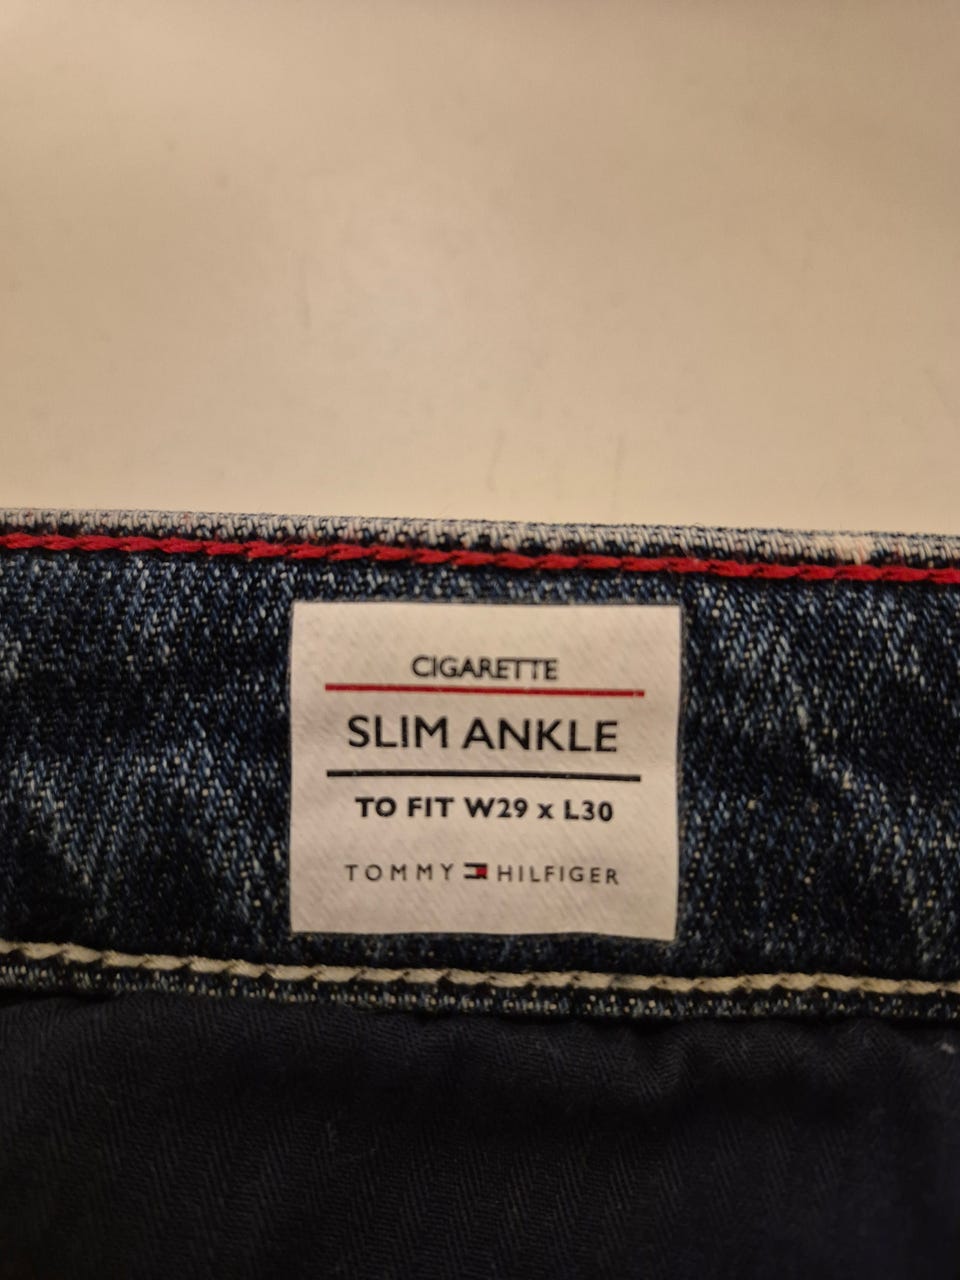 CIGARETTE
SLIM ANKLE
TO FIT W29 x L30
TOMMY HILFIGER